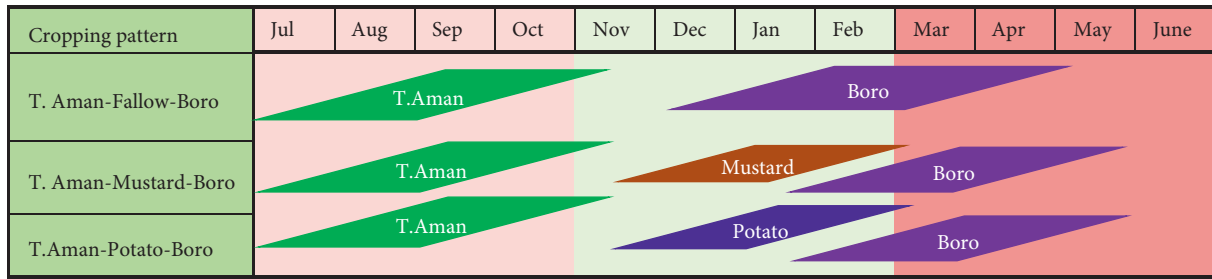 Cropping pattern Jul Aug Sep Oct Nov Dec Jan Feb Mar Apr May June
T. Aman-Fallow-Boro T.Aman Boro
T. Aman-Mustard-Boro T.Aman Mustard Boro
T.Aman-Potato-Boro T.Aman Potato Boro